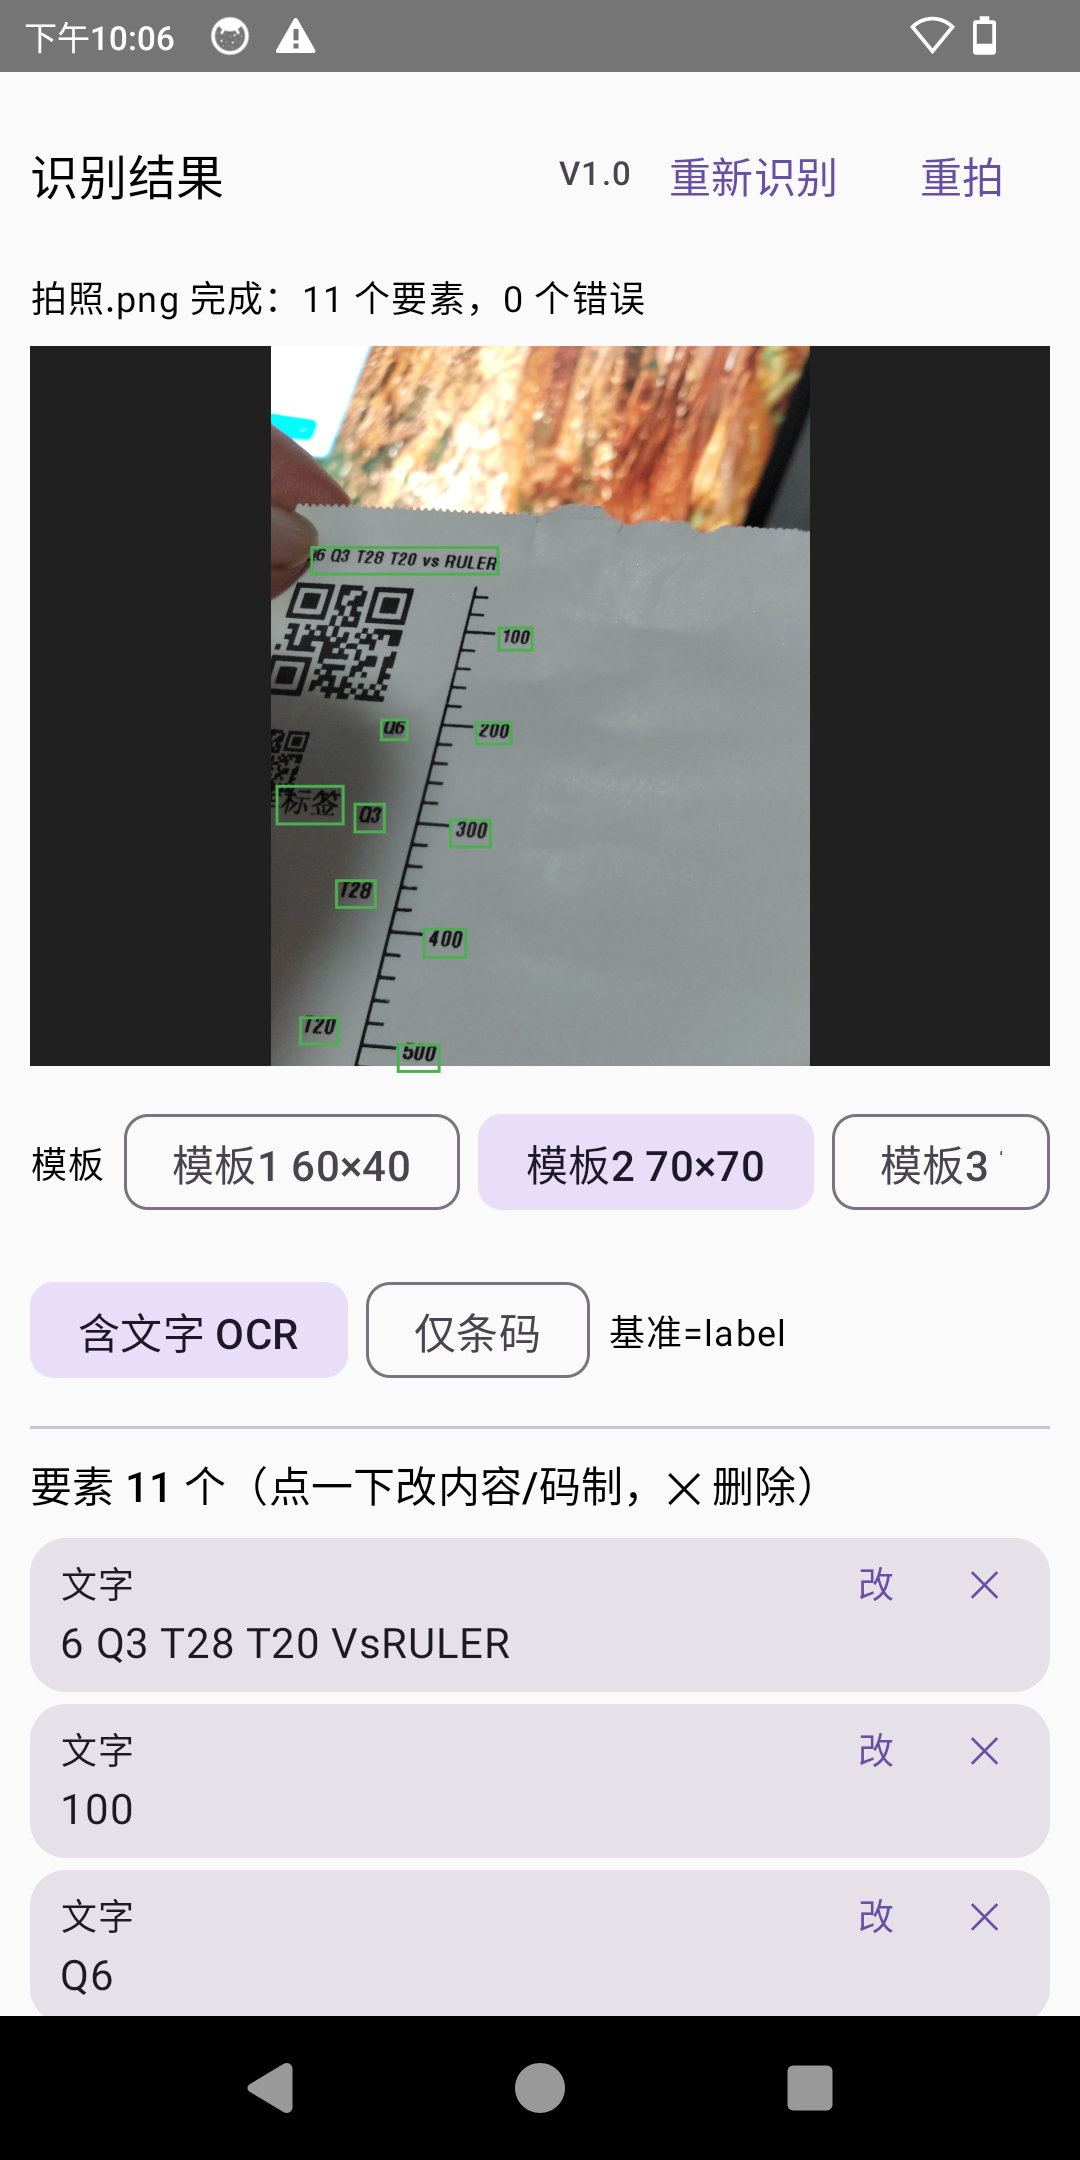 下午10:06
识别结果 V1.0 重新识别 重拍
拍照.png 完成：11 个要素，0 个错误
6 Q3 T28 T20 vs RULER
100
Q6 200
标签 Q3 300
T28
400
T20
500
模板 模板1 60×40 模板2 70×70 模板3
含文字 OCR 仅条码 基准=label
要素 11 个（点一下改内容/码制，╳ 删除）
文字 改 ╳
6 Q3 T28 T20 VsRULER
文字 改 ╳
100
文字 改 ╳
Q6